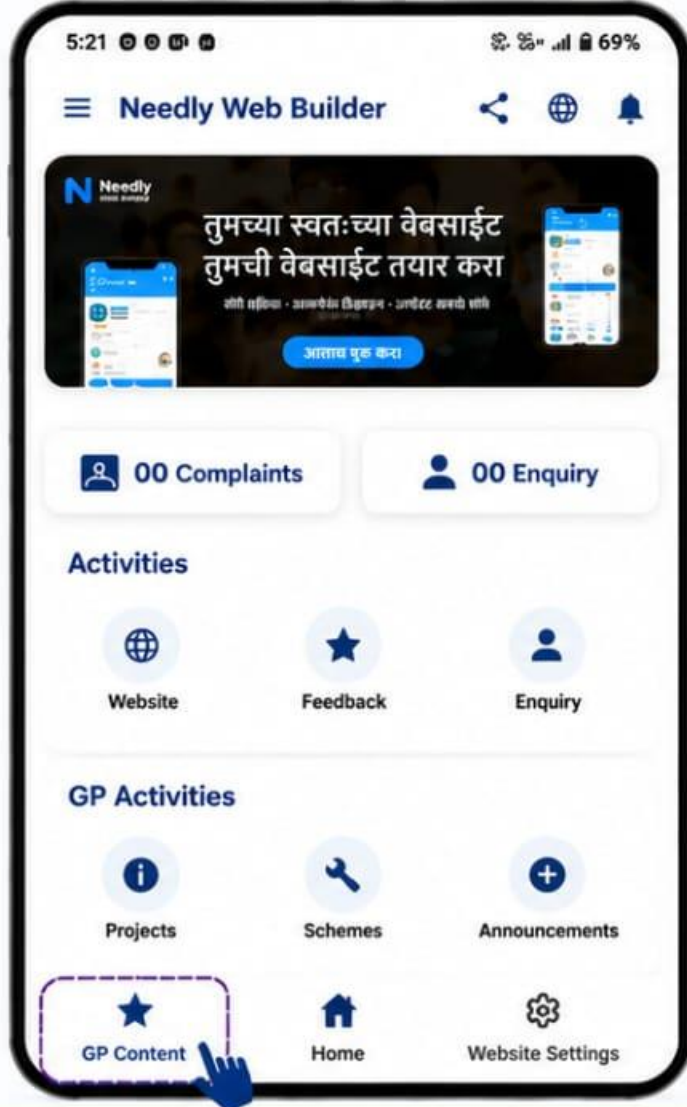 5:21
69%
Needly Web Builder
Needly
तुमच्या स्वतःच्या वेबसाईट
तुमची वेबसाईट तयार करा
आताच
करा
00 Complaints
00 Enquiry
Activities
Website
Feedback
Enquiry
GP Activities
Projects
Schemes
Announcements
GP Content
Home
Website Settings